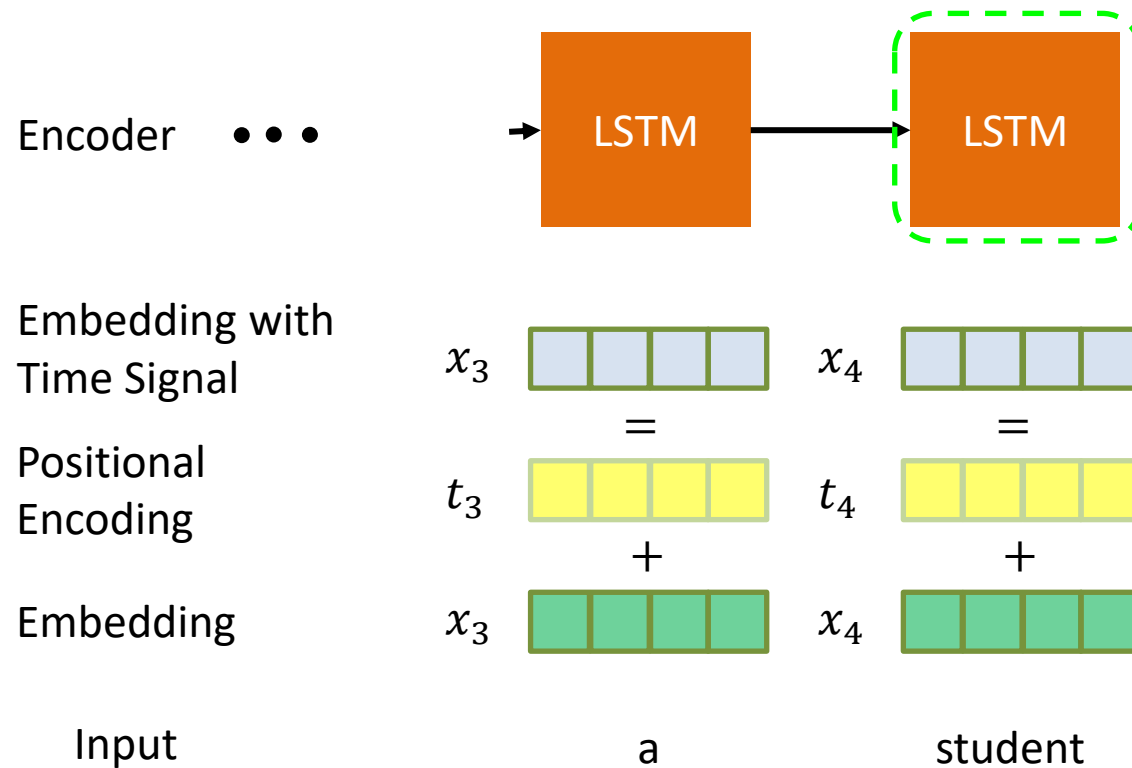 Encoder ••• LSTM LSTM
Embedding with
Time Signal
x₃ x₄
= =
Positional
Encoding
t₃ t₄
+ +
Embedding x₃ x₄
Input a student